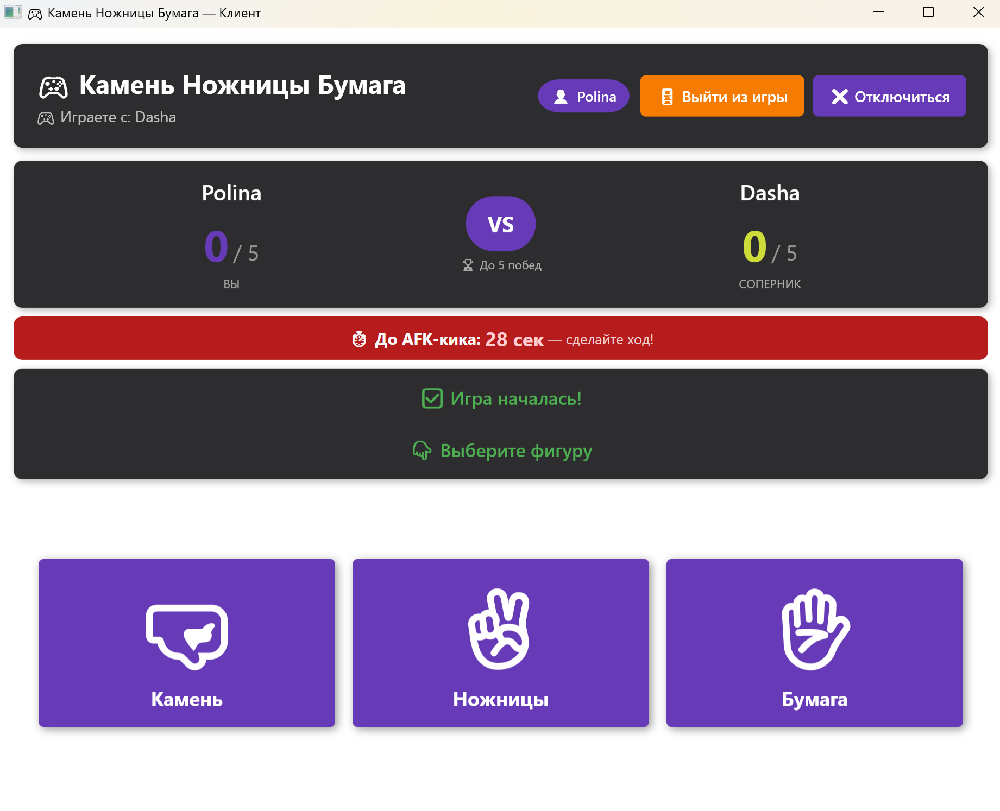 Камень Ножницы Бумага — Клиент
Камень Ножницы Бумага
Играете с: Dasha
Polina
Выйти из игры
Отключиться
Polina
0 / 5
ВЫ
VS
До 5 побед
Dasha
0 / 5
СОПЕРНИК
До AFK-кика: 28 сек — сделайте ход!
Игра началась!
Выберите фигуру
Камень
Ножницы
Бумага